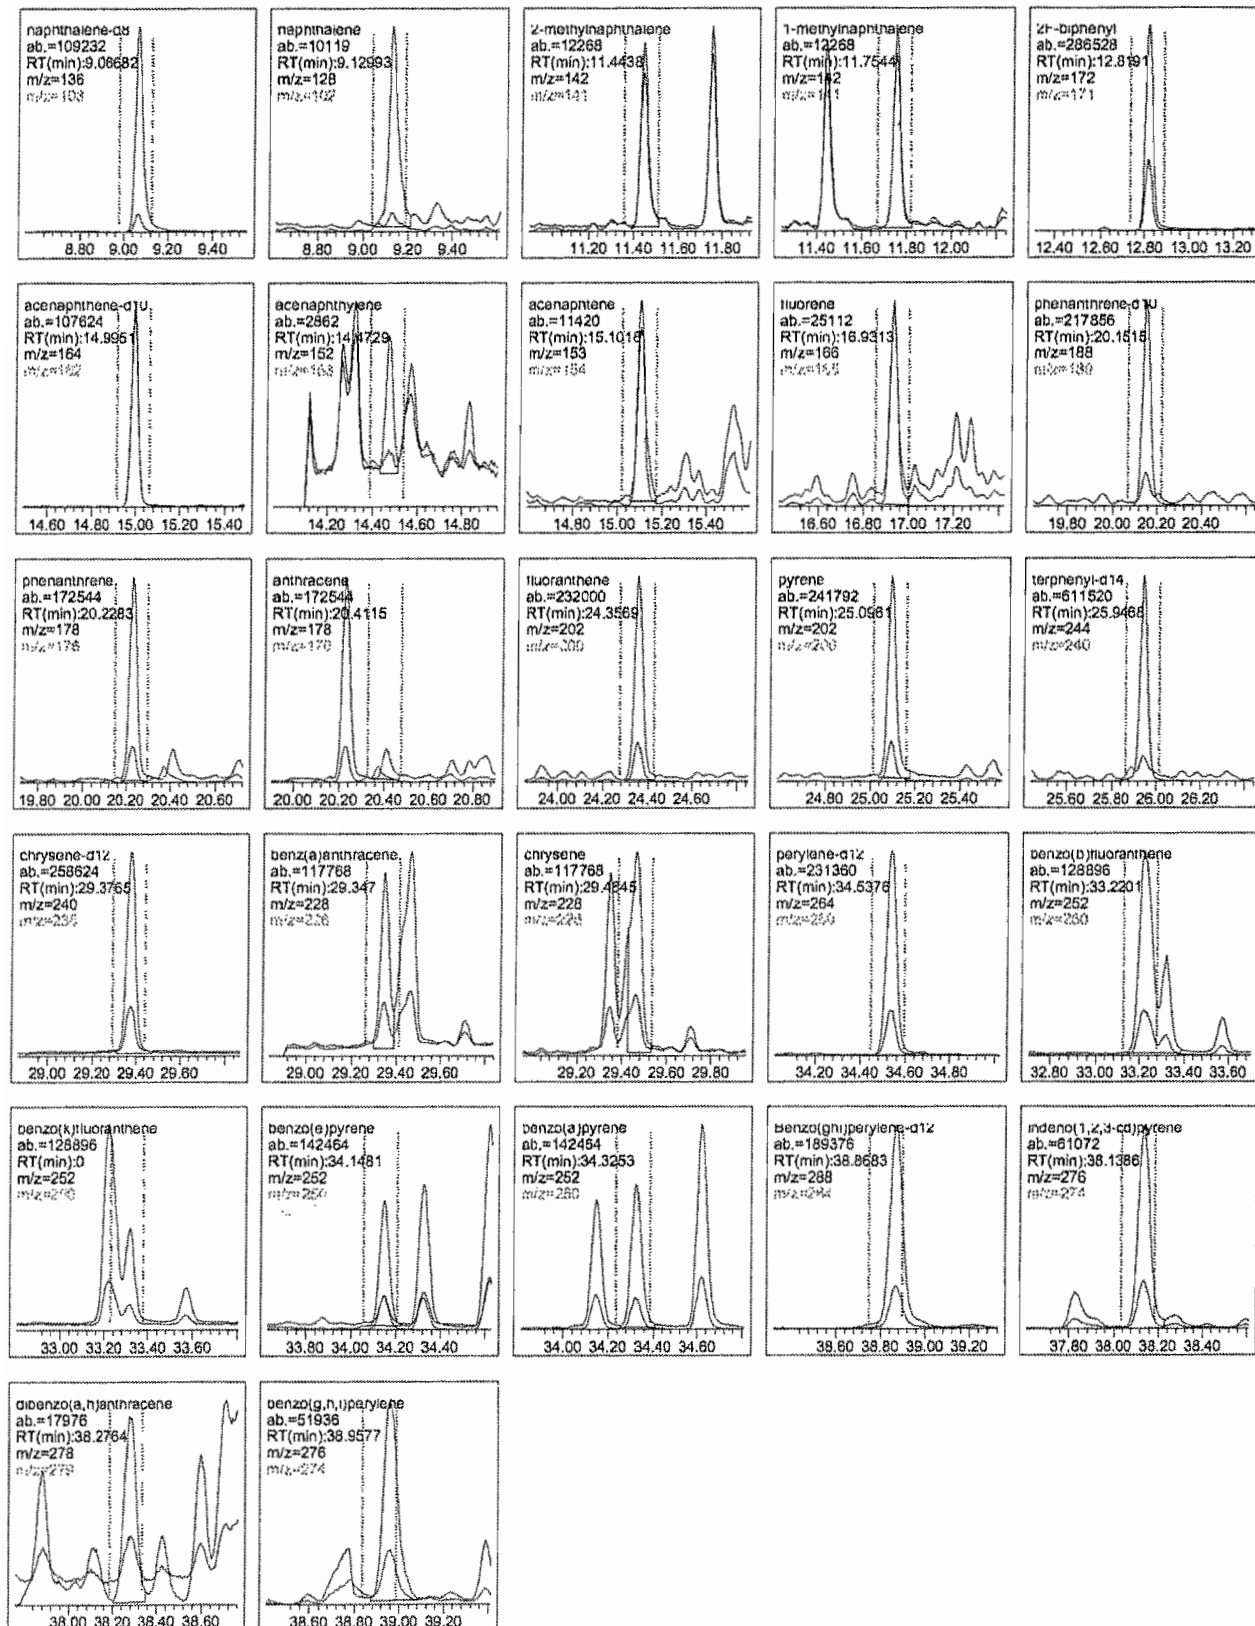 naphthalene-d8
ab.=109232
RT(min):9.06682
m/z=136
8.80 9.00 9.20 9.40
naphthalene
ab.=10119
RT(min):9.12993
m/z=128
m/z=102
8.80 9.00 9.20 9.40
2-methylnaphthalene
ab.=12268
RT(min):11.4438
m/z=142
m/z=141
11.20 11.40 11.60 11.80
1-methylnaphthalene
ab.=12268
RT(min):11.7544
m/z=142
m/z=141
11.40 11.60 11.80 12.00
2F-biphenyl
ab.=286528
RT(min):12.8191
m/z=172
m/z=171
12.40 12.60 12.80 13.00 13.20
acenaphthene-d10
ab.=107624
RT(min):14.9951
m/z=164
m/z=162
14.60 14.80 15.00 15.20 15.40
acenaphthylene
ab.=2862
RT(min):14.4729
m/z=152
m/z=153
14.20 14.40 14.60 14.80
acenaphtene
ab.=11420
RT(min):15.1018
m/z=153
m/z=154
14.80 15.00 15.20 15.40
fluorene
ab.=25112
RT(min):16.9313
m/z=166
m/z=165
16.60 16.80 17.00 17.20
phenanthrene-d10
ab.=217856
RT(min):20.1515
m/z=188
m/z=189
19.80 20.00 20.20 20.40 20.60
phenanthrene
ab.=172544
RT(min):20.2283
m/z=178
m/z=176
19.80 20.00 20.20 20.40 20.60
anthracene
ab.=172544
RT(min):20.4115
m/z=178
20.00 20.20 20.40 20.60 20.80
fluoranthene
ab.=232000
RT(min):24.3569
m/z=202
m/z=200
24.00 24.20 24.40 24.60
pyrene
ab.=241792
RT(min):25.0961
m/z=202
m/z=200
24.80 25.00 25.20 25.40
terphenyl-d14
ab.=611520
RT(min):25.9468
m/z=244
m/z=240
25.60 25.80 26.00 26.20
chrysene-d12
ab.=258624
RT(min):29.3765
m/z=240
m/z=236
29.00 29.20 29.40 29.60
benz(a)anthracene
ab.=117768
RT(min):29.347
m/z=228
m/z=226
29.00 29.20 29.40 29.60
chrysene
ab.=117768
RT(min):29.4645
m/z=228
m/z=226
29.20 29.40 29.60 29.80
perylene-d12
ab.=231360
RT(min):34.5376
m/z=264
m/z=260
34.20 34.40 34.60 34.80
benzo(b)fluoranthene
ab.=128896
RT(min):33.2201
m/z=252
m/z=250
32.80 33.00 33.20 33.40 33.60
benzo(k)fluoranthene
ab.=128896
RT(min):0
m/z=252
m/z=250
33.00 33.20 33.40 33.60
benzo(e)pyrene
ab.=142464
RT(min):34.1481
m/z=252
m/z=250
33.80 34.00 34.20 34.40
benzo(a)pyrene
ab.=142464
RT(min):34.3253
m/z=252
m/z=250
34.00 34.20 34.40 34.60
Benzo(ghi)perylene-d12
ab.=189376
RT(min):38.8683
m/z=288
m/z=284
38.60 38.80 39.00 39.20
Indeno(1,2,3-cd)pyrene
ab.=61072
RT(min):38.1386
m/z=276
m/z=274
37.80 38.00 38.20 38.40
dibenzo(a,h)anthracene
ab.=17976
RT(min):38.2764
m/z=278
m/z=279
38.00 38.20 38.40 38.60
benzo(g,h,i)perylene
ab.=51936
RT(min):38.9577
m/z=276
m/z=274
38.60 38.80 39.00 39.20